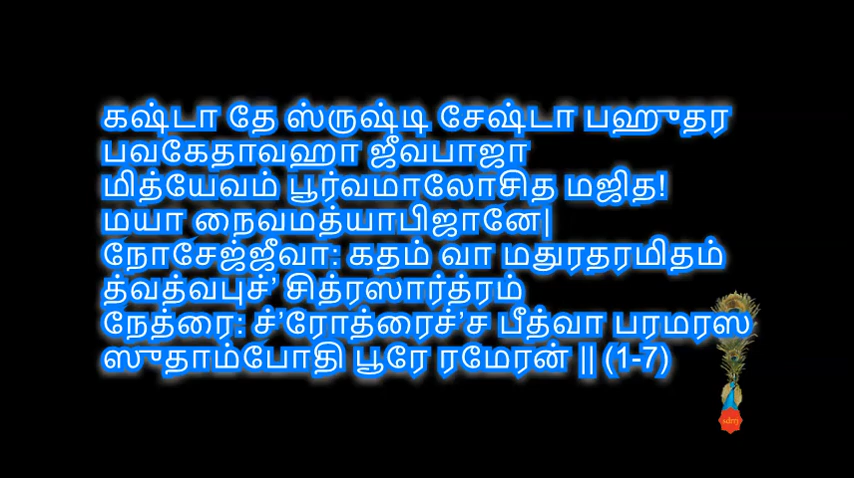 கஷ்டா தே ஸ்ருஷ்டி சேஷ்டா பஹுதர
பவகேதாவஹா ஜீவபாஜா
மித்யேவம் பூர்வமாலோசித மஜித!
மயா நைவமத்யாபிஜானே|
நோசேஜ்ஜீவா: கதம் வா மதுரதரமிதம்
த்வத்வபுச்’ சித்ரஸார்த்ரம்
நேத்ரை: ச்’ரோத்ரைச்’ச பீத்வா பரமரஸ
ஸுதாம்போதி பூரே ரமேரன் || (1-7)